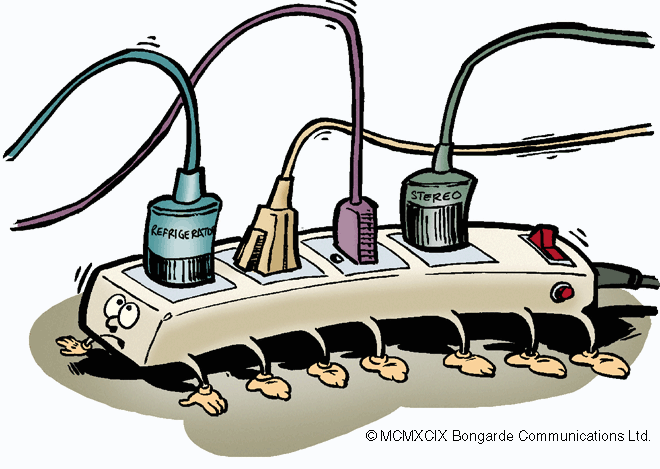 REFRIGERATOR
STEREO
© MCMXCIX Bongarde Communications Ltd.